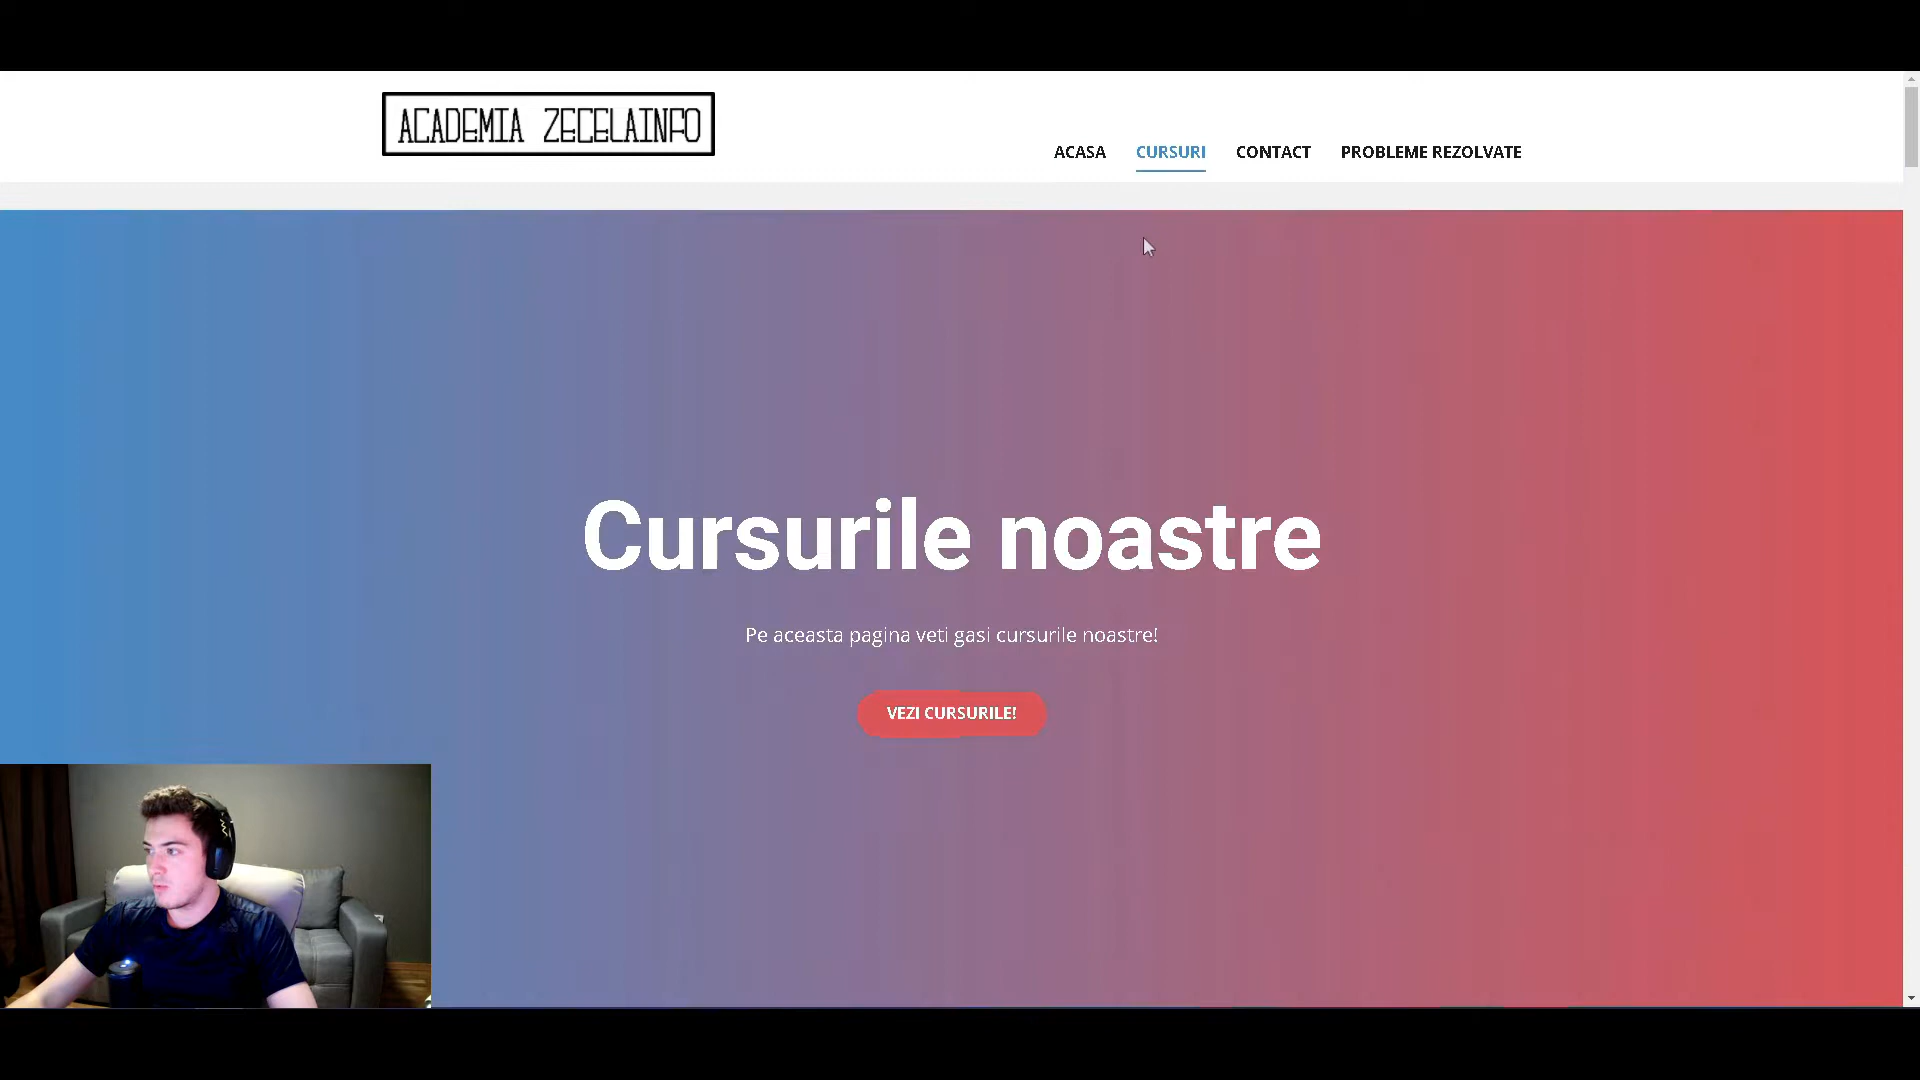 ACADEMIA ZECELAINFO
ACASA
CURSURI
CONTACT
PROBLEME REZOLVATE
Cursurile noastre
Pe aceasta pagina veti gasi cursurile noastre!
VEZI CURSURILE!